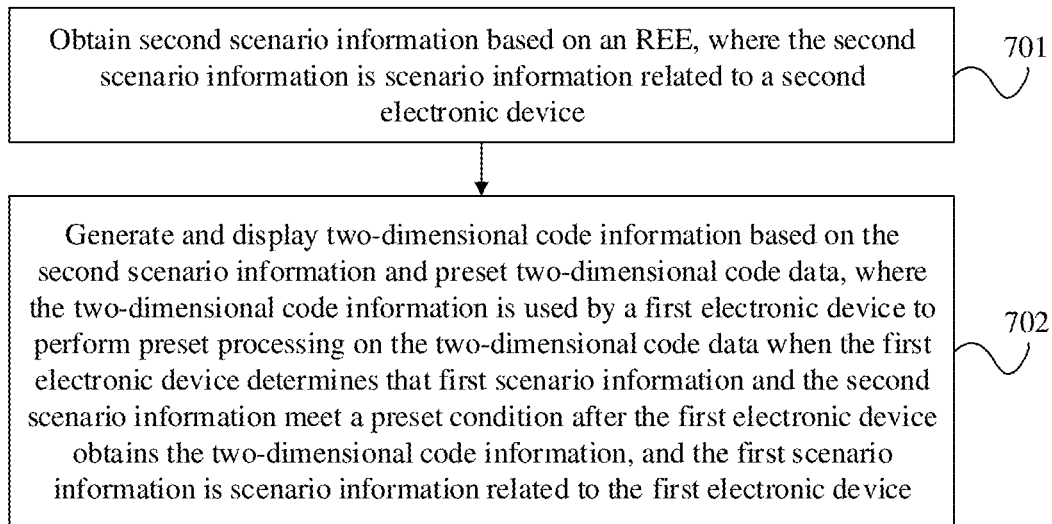 Obtain second scenario information based on an REE, where the second
scenario information is scenario information related to a second
electronic device
701
Generate and display two-dimensional code information based on the
second scenario information and preset two-dimensional code data, where
the two-dimensional code information is used by a first electronic device to
perform preset processing on the two-dimensional code data when the first
electronic device determines that first scenario information and the second
scenario information meet a preset condition after the first electronic device
obtains the two-dimensional code information, and the first scenario
information is scenario information related to the first electronic device
702